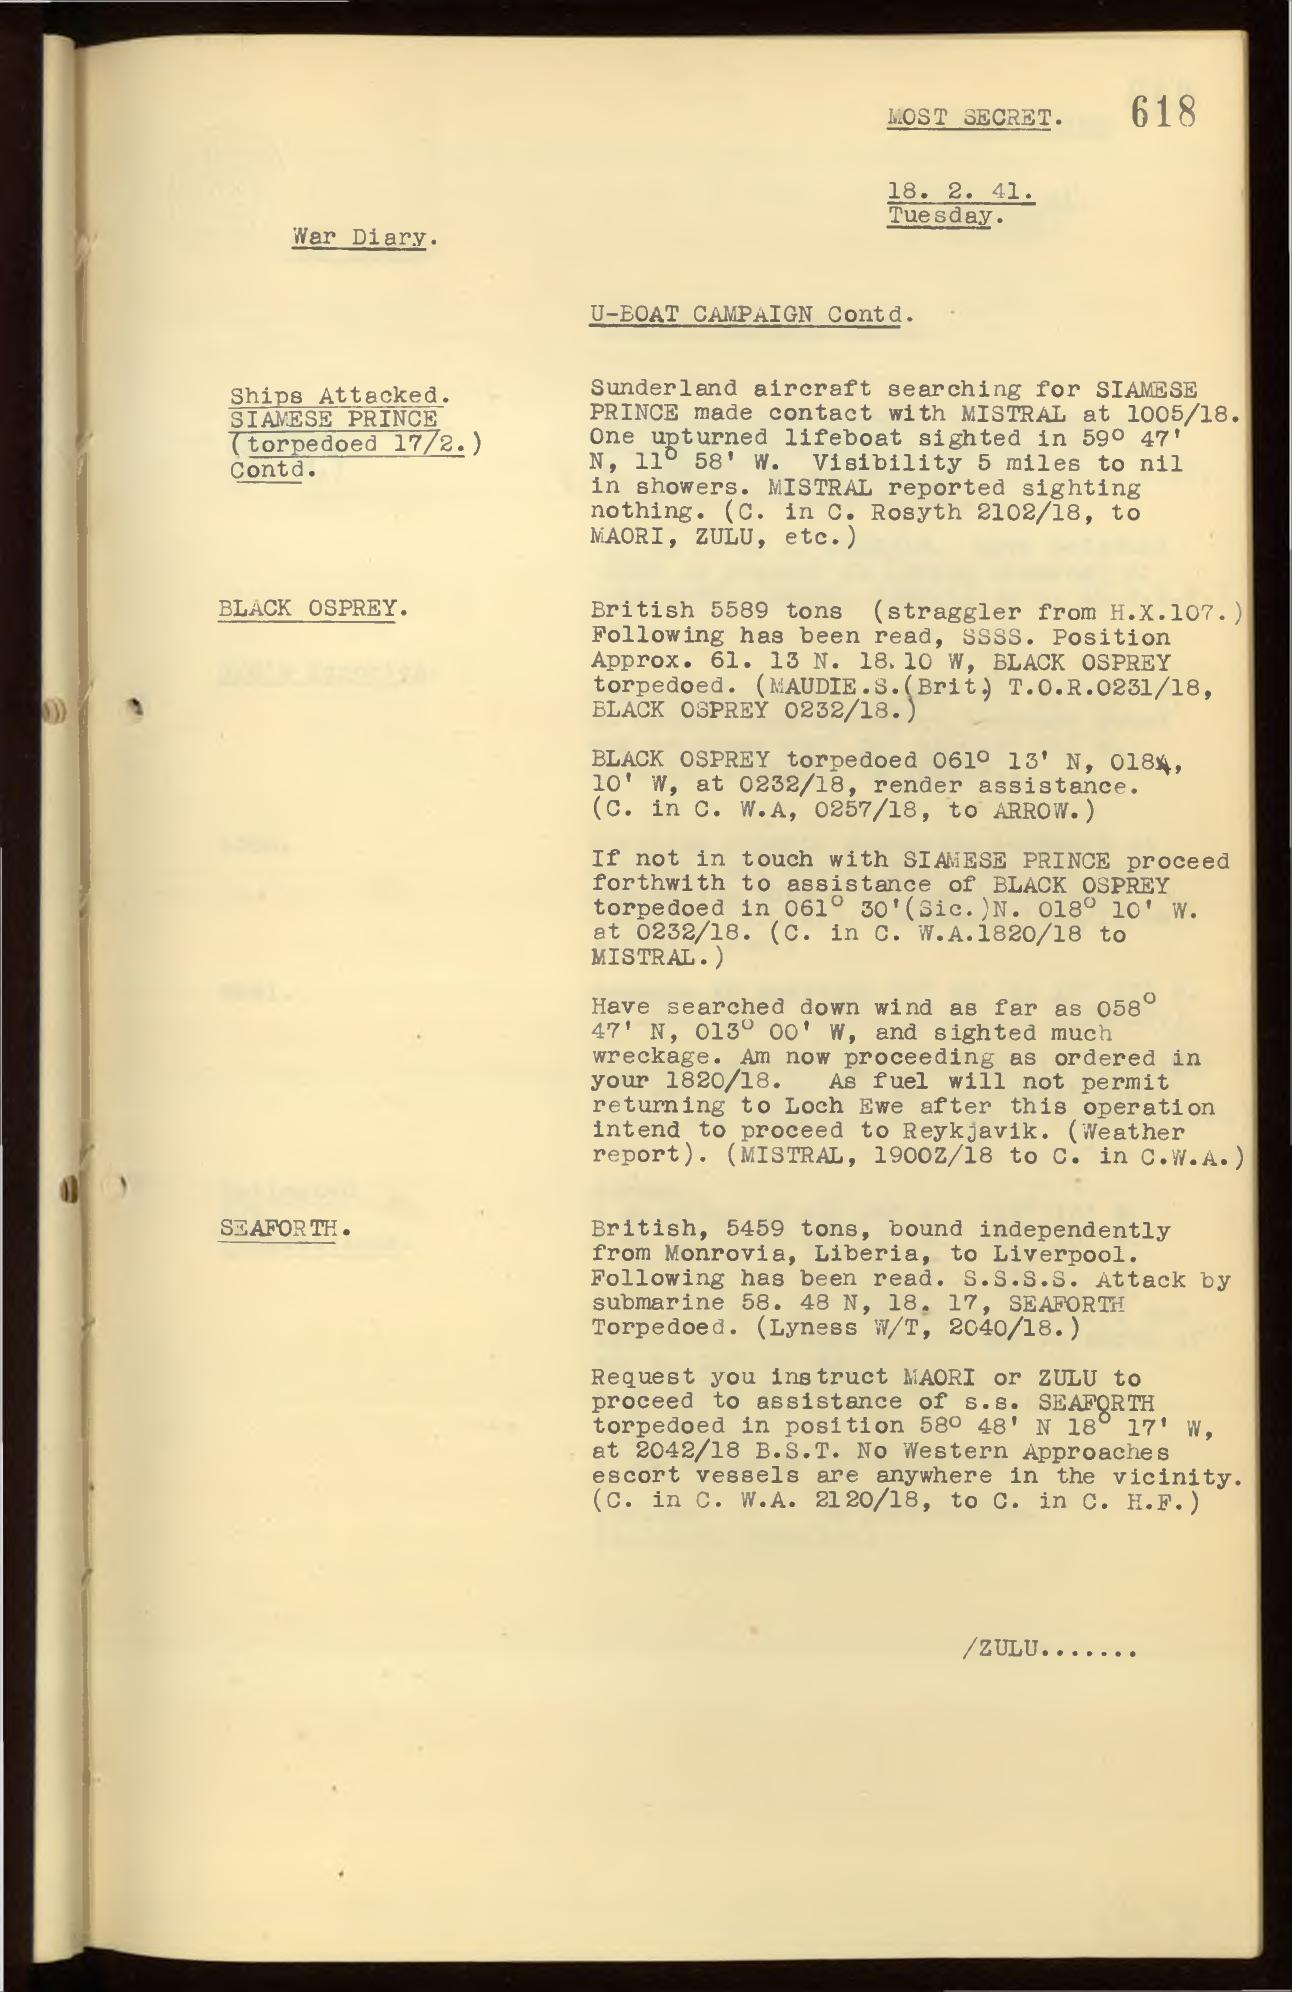 MOST SECRET. 618
18. 2. 41.
Tuesday.
War Diary.
U-BOAT CAMPAIGN Contd.
Ships Attacked.
SIAMESE PRINCE
(torpedoed 17/2.)
Contd.
Sunderland aircraft searching for SIAMESE
PRINCE made contact with MISTRAL at 1005/18.
One upturned lifeboat sighted in 59° 47'
N, 11° 58' W. Visibility 5 miles to nil
in showers. MISTRAL reported sighting
nothing. (C. in C. Rosyth 2102/18, to
MAORI, ZULU, etc.)
BLACK OSPREY.
British 5589 tons (straggler from H.X.107.)
Following has been read, SSSS. Position
Approx. 61. 13 N. 18. 10 W, BLACK OSPREY
torpedoed. (MAUDIE.S.(Brit.) T.O.R.0231/18,
BLACK OSPREY 0232/18.)
BLACK OSPREY torpedoed 061° 13' N, 018,
10' W, at 0232/18, render assistance.
(C. in C. W.A, 0257/18, to ARROW.)
If not in touch with SIAMESE PRINCE proceed
forthwith to assistance of BLACK OSPREY
torpedoed in 061° 30'(Sic.)N. 018° 10' W.
at 0232/18. (C. in C. W.A.1820/18 to
MISTRAL.)
Have searched down wind as far as 058°
47' N, 013° 00' W, and sighted much
wreckage. Am now proceeding as ordered in
your 1820/18. As fuel will not permit
returning to Loch Ewe after this operation
intend to proceed to Reykjavik. (Weather
report). (MISTRAL, 1900Z/18 to C. in C.W.A.)
SEAFORTH.
British, 5459 tons, bound independently
from Monrovia, Liberia, to Liverpool.
Following has been read. S.S.S.S. Attack by
submarine 58. 48 N, 18. 17, SEAFORTH
Torpedoed. (Lyness W/T, 2040/18.)
Request you instruct MAORI or ZULU to
proceed to assistance of s.s. SEAFORTH
torpedoed in position 58° 48' N 18° 17' W,
at 2042/18 B.S.T. No Western Approaches
escort vessels are anywhere in the vicinity.
(C. in C. W.A. 2120/18, to C. in C. H.F.)
/ZULU.......